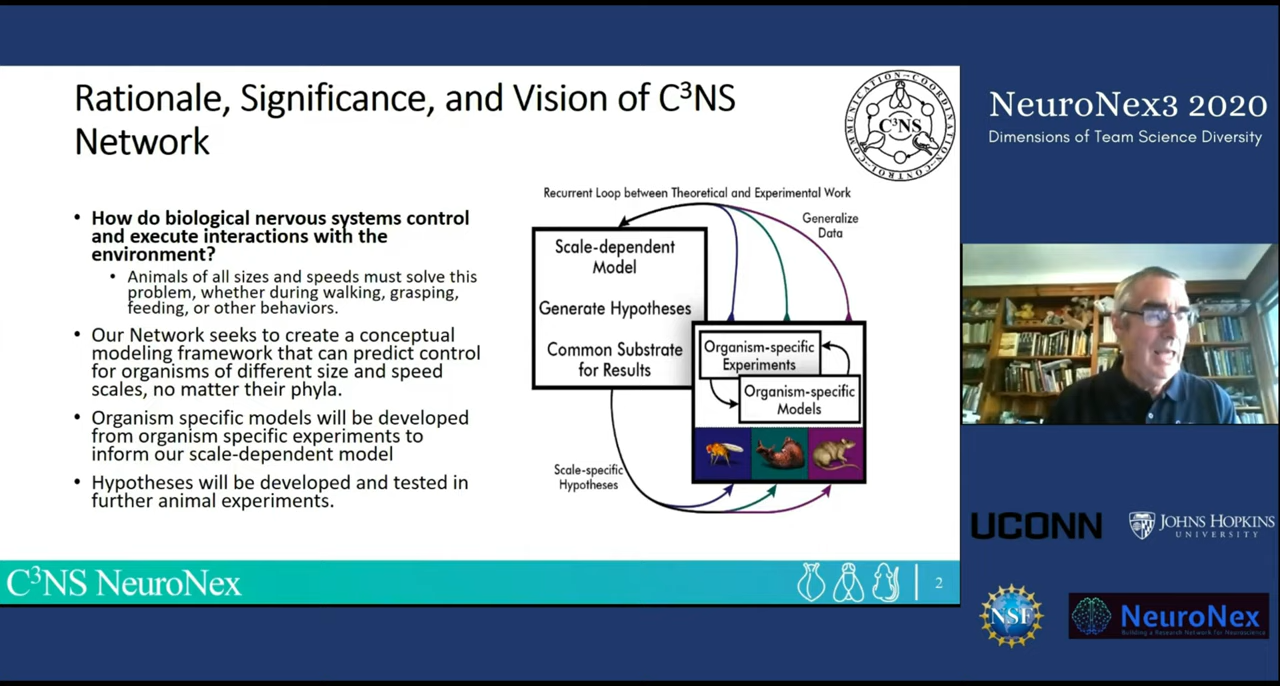 Rationale, Significance, and Vision of C³NS
Network
COMMUNICATION COORDINATION CONTROL
C³NS
• How do biological nervous systems control
and execute interactions with the
environment?
• Animals of all sizes and speeds must solve this
problem, whether during walking, grasping,
feeding, or other behaviors.
• Our Network seeks to create a conceptual
modeling framework that can predict control
for organisms of different size and speed
scales, no matter their phyla.
• Organism specific models will be developed
from organism specific experiments to
inform our scale-dependent model
• Hypotheses will be developed and tested in
further animal experiments.
Recurrent Loop between Theoretical and Experimental Work
Generalize
Data
Scale-dependent
Model
Generate Hypotheses
Common Substrate
for Results
Organism-specific
Experiments
Organism-specific
Models
Scale-specific
Hypotheses
C³NS NeuroNex
2
NeuroNex3 2020
Dimensions of Team Science Diversity
UCONN
JOHNS HOPKINS
UNIVERSITY
NSF
NeuroNex
Building a Research Network for Neuroscience